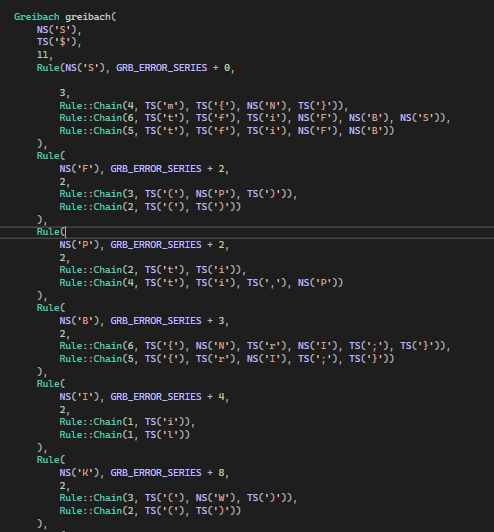 Greibach greibach(
NS('S'),
TS('$'),
11,
Rule(NS('S'), GRB_ERROR_SERIES + 0,
3,
Rule::Chain(4, TS('m'), TS('{'), NS('N'), TS('}')),
Rule::Chain(6, TS('t'), TS('f'), TS('i'), NS('F'), NS('B'), NS('S')),
Rule::Chain(5, TS('t'), TS('f'), TS('i'), NS('F'), NS('B'))
),
Rule(
NS('F'), GRB_ERROR_SERIES + 2,
2,
Rule::Chain(3, TS('('), NS('P'), TS(')')),
Rule::Chain(2, TS('('), TS(')'))
),
Rule(
NS('P'), GRB_ERROR_SERIES + 2,
2,
Rule::Chain(2, TS('t'), TS('i')),
Rule::Chain(4, TS('t'), TS('i'), TS(','), NS('P'))
),
Rule(
NS('B'), GRB_ERROR_SERIES + 3,
2,
Rule::Chain(6, TS('{'), NS('N'), TS('r'), NS('I'), TS(';'), TS('}')),
Rule::Chain(5, TS('{'), TS('r'), NS('I'), TS(';'), TS('}'))
),
Rule(
NS('I'), GRB_ERROR_SERIES + 4,
2,
Rule::Chain(1, TS('i')),
Rule::Chain(1, TS('l'))
),
Rule(
NS('K'), GRB_ERROR_SERIES + 8,
2,
Rule::Chain(3, TS('('), NS('W'), TS(')')),
Rule::Chain(2, TS('('), TS(')'))
),